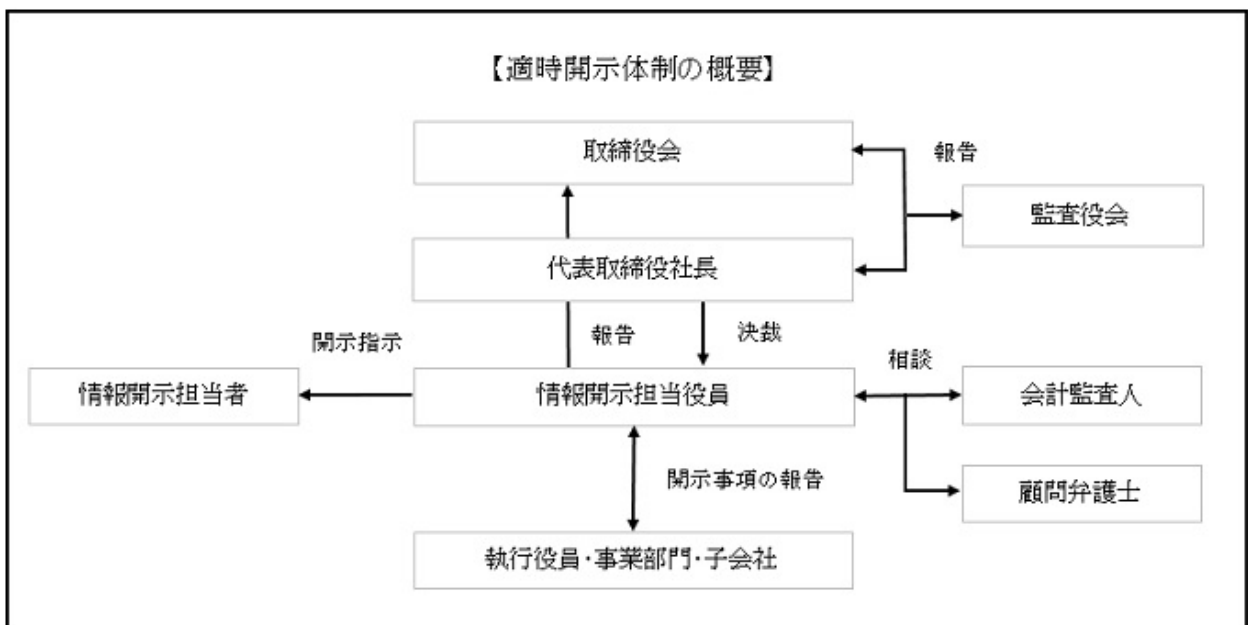 【適時開示体制の概要】
取締役会
報告
監査役会
代表取締役社長
開示指示
報告
決裁
相談
情報開示担当者
情報開示担当役員
会計監査人
開示事項の報告
顧問弁護士
執行役員・事業部門・子会社